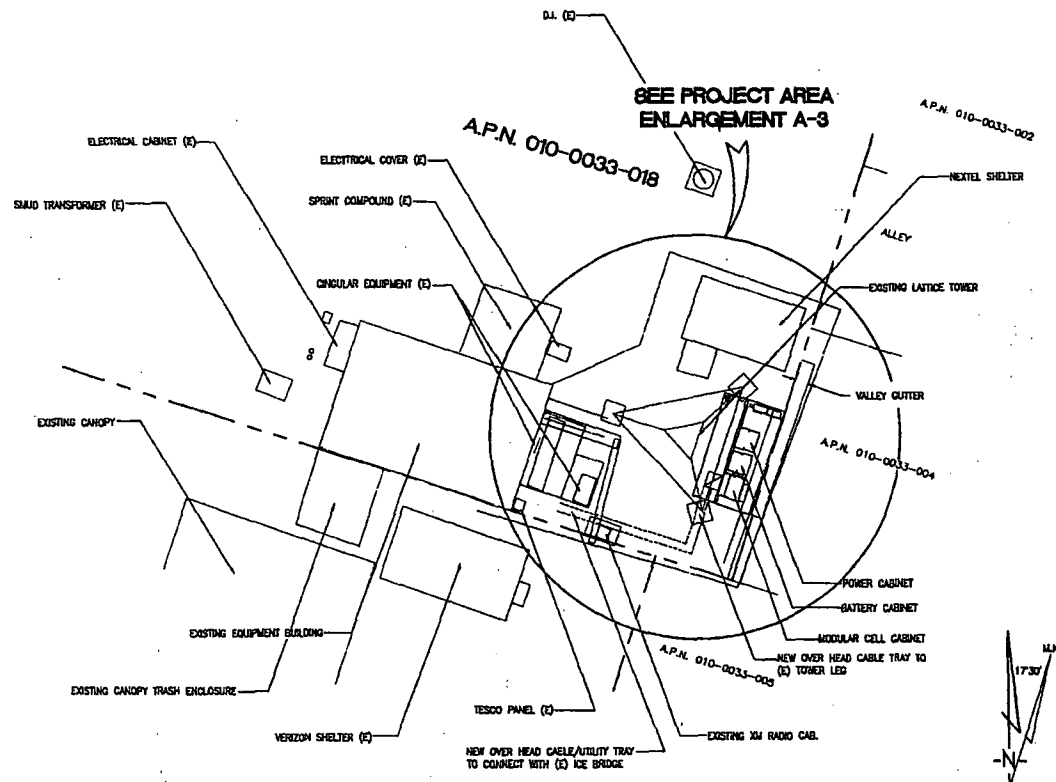 D.I. (E)
SEE PROJECT AREA
ENLARGEMENT A-3
A.P.N. 010-0033-002
A.P.N. 010-0033-018
ELECTRICAL CABINET (E)
ELECTRICAL COVER (E)
NEXTEL SHELTER
SPRINT COMPOUND (E)
SMUD TRANSFORMER (E)
ALLEY
CINGULAR EQUIPMENT (E)
EXISTING LATTICE TOWER
VALLEY GUTTER
EXISTING CANOPY
A.P.N. 010-0033-004
POWER CABINET
BATTERY CABINET
EXISTING EQUIPMENT BUILDING
MODULAR CELL CABINET
A.P.N. 010-0033-005
NEW OVER HEAD CABLE TRAY TO
(E) TOWER LEG
EXISTING CANOPY TRASH ENCLOSURE
TESCO PANEL (E)
VERIZON SHELTER (E)
EXISTING XM RADIO CAB.
NEW OVER HEAD CABLE/UTILITY TRAY
TO CONNECT WITH (E) ICE BRIDGE
17°30'
-N-